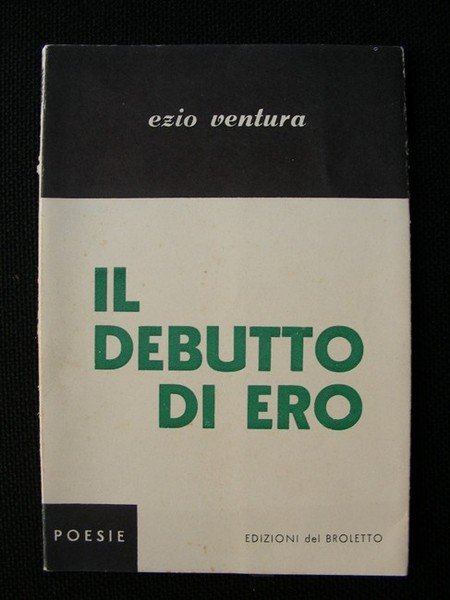 ezio ventura
IL
DEBUTTO
DI ERO
POESIE
EDIZIONI del BROLETTO